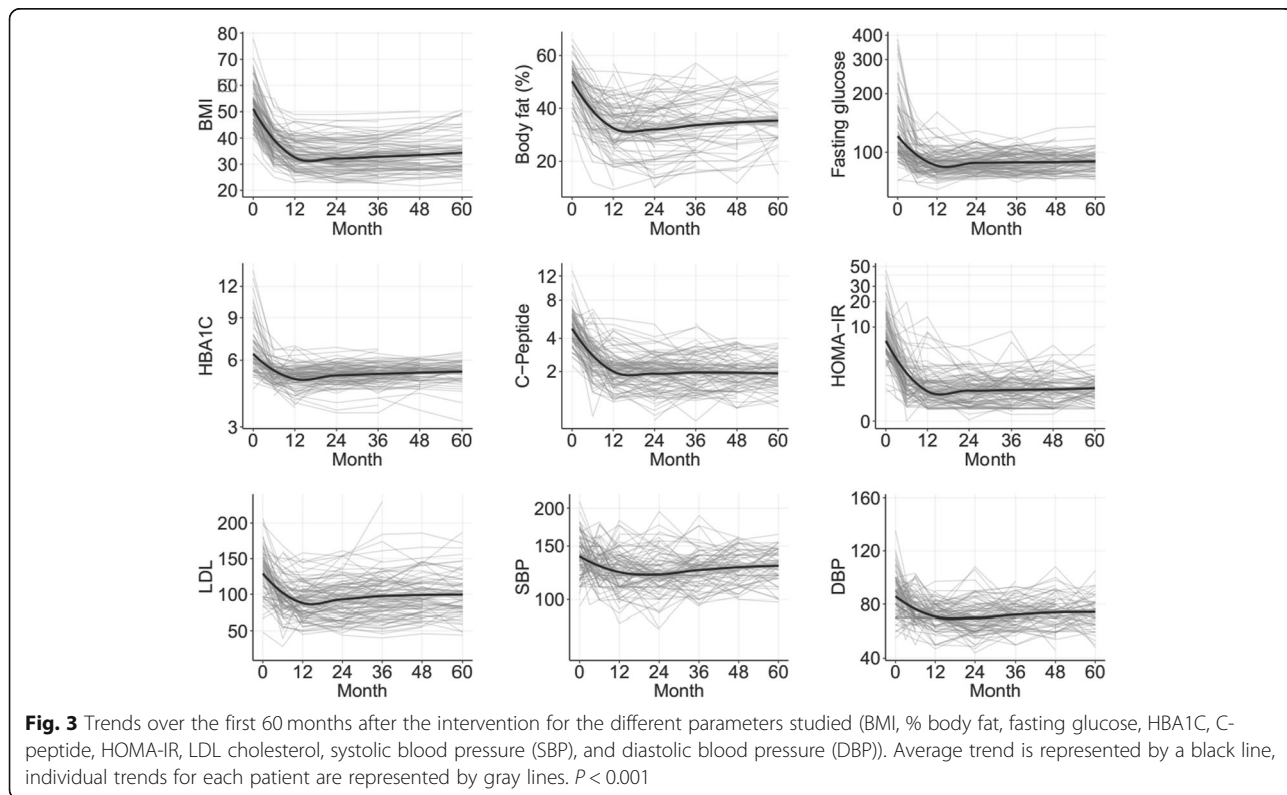 80
70
60
50
40
30
20
BMI
0 12 24 36 48 60
Month
60
40
20
Body fat (%)
0 12 24 36 48 60
Month
400
300
200
100
Fasting glucose
0 12 24 36 48 60
Month
12
9
6
3
HBA1C
0 12 24 36 48 60
Month
12
8
4
2
C-Peptide
0 12 24 36 48 60
Month
50
30
20
10
0
HOMA-IR
0 12 24 36 48 60
Month
200
150
100
50
LDL
0 12 24 36 48 60
Month
200
150
100
SBP
0 12 24 36 48 60
Month
160
120
80
40
DBP
0 12 24 36 48 60
Month
Fig. 3 Trends over the first 60 months after the intervention for the different parameters studied (BMI, % body fat, fasting glucose, HBA1C, C-
peptide, HOMA-IR, LDL cholesterol, systolic blood pressure (SBP), and diastolic blood pressure (DBP)). Average trend is represented by a black line,
individual trends for each patient are represented by gray lines. P < 0.001